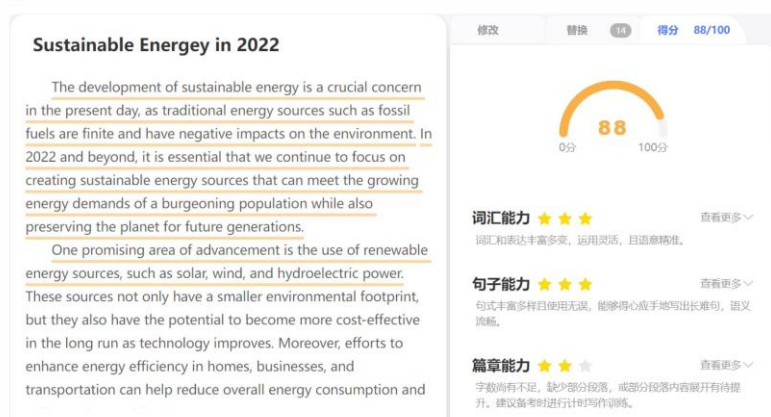 Sustainable Energey in 2022
The development of sustainable energy is a crucial concern
in the present day, as traditional energy sources such as fossil
fuels are finite and have negative impacts on the environment. In
2022 and beyond, it is essential that we continue to focus on
creating sustainable energy sources that can meet the growing
energy demands of a burgeoning population while also
preserving the planet for future generations.
One promising area of advancement is the use of renewable
energy sources, such as solar, wind, and hydroelectric power.
These sources not only have a smaller environmental footprint,
but they also have the potential to become more cost-effective
in the long run as technology improves. Moreover, efforts to
enhance energy efficiency in homes, businesses, and
transportation can help reduce overall energy consumption and
修改 替换 14 得分 88/100
88
0分 100分
词汇能力 查看更多
词汇和表达丰富多变，运用灵活，且语意精准。
句子能力 查看更多
句式丰富多样且使用无误，能够得心应手地写出长难句，语义
流畅。
篇章能力 查看更多
字数尚有不足，缺少部分段落，或部分段落内容展开有待提
升。建议备考时进行计时写作训练。